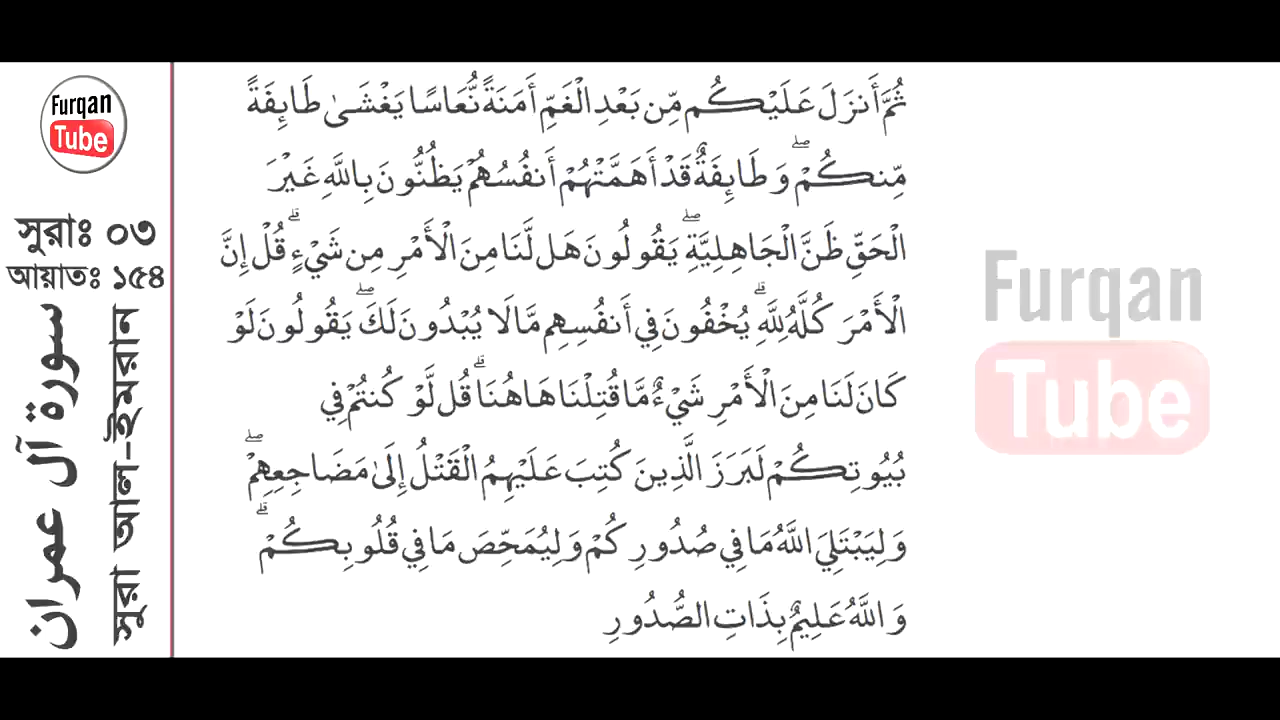 Furqan
Tube
সুরাঃ ০৩
আয়াতঃ ১৫৪
سورة آل عمران
সুরা আল-ইমরান
ثُمَّ أَنزَلَ عَلَيْكُم مِّن بَعْدِ الْغَمِّ أَمَنَةً نُّعَاسًا يَغْشَىٰ طَائِفَةً
مِّنكُمْ ۖ وَطَائِفَةٌ قَدْ أَهَمَّتْهُمْ أَنفُسُهُمْ يَظُنُّونَ بِاللَّهِ غَيْرَ
الْحَقِّ ظَنَّ الْجَاهِلِيَّةِ ۖ يَقُولُونَ هَل لَّنَا مِنَ الْأَمْرِ مِن شَيْءٍ ۗ قُلْ إِنَّ
الْأَمْرَ كُلَّهُ لِلَّهِ ۗ يُخْفُونَ فِي أَنفُسِهِم مَّا لَا يُبْدُونَ لَكَ ۖ يَقُولُونَ لَوْ
كَانَ لَنَا مِنَ الْأَمْرِ شَيْءٌ مَّا قُتِلْنَا هَاهُنَا ۗ قُل لَّوْ كُنتُمْ فِي
بُيُوتِكُمْ لَبَرَزَ الَّذِينَ كُتِبَ عَلَيْهِمُ الْقَتْلُ إِلَىٰ مَضَاجِعِهِمْ ۖ
وَلِيَبْتَلِيَ اللَّهُ مَا فِي صُدُورِكُمْ وَلِيُمَحِّصَ مَا فِي قُلُوبِكُمْ ۗ
وَاللَّهُ عَلِيمٌ بِذَاتِ الصُّدُورِ
Furqan
Tube